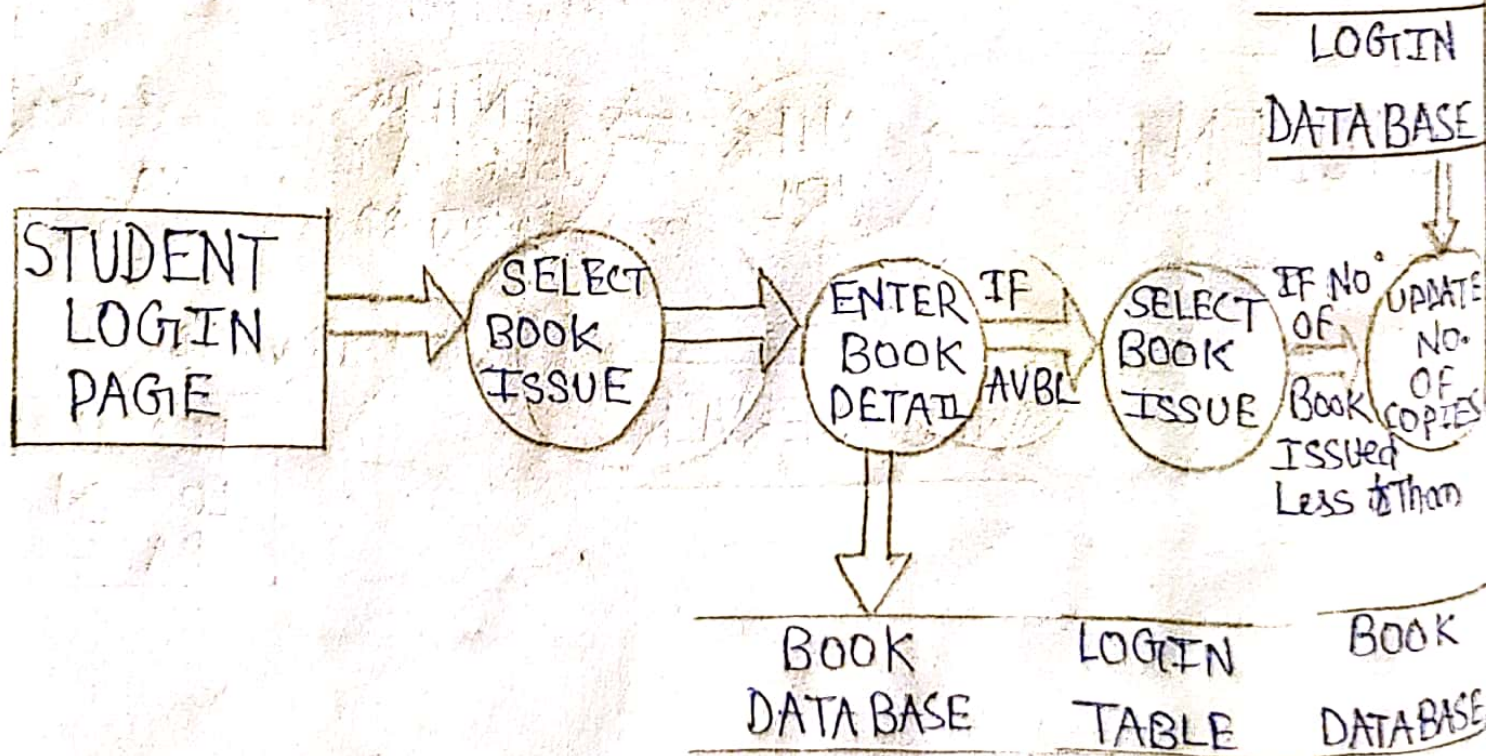 LOGIN
DATABASE
STUDENT
LOGIN
PAGE
SELECT
BOOK
ISSUE
ENTER
BOOK
DETAIL
IF
AVBL
SELECT
BOOK
ISSUE
IF NO.
OF
BOOK
ISSUED
Less Than
UPDATE
NO.
OF
COPIES
BOOK
DATABASE
LOGIN
TABLE
BOOK
DATABASE